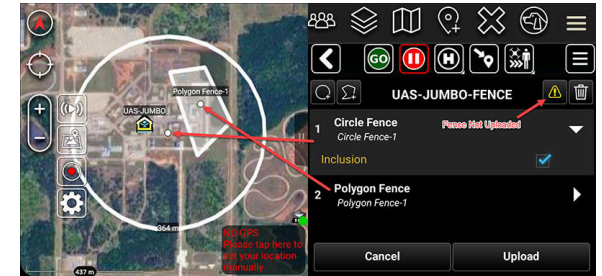 Polygon Fence-1
UAS-JUMBO
364 m
NO GPS
Please tap here to
set your location
manually
437 m
GO
H
UAS-JUMBO-FENCE
Fense Not Uploaded
1 Circle Fence
Circle Fence-1
Inclusion
2 Polygon Fence
Polygon Fence-1
Cancel
Upload